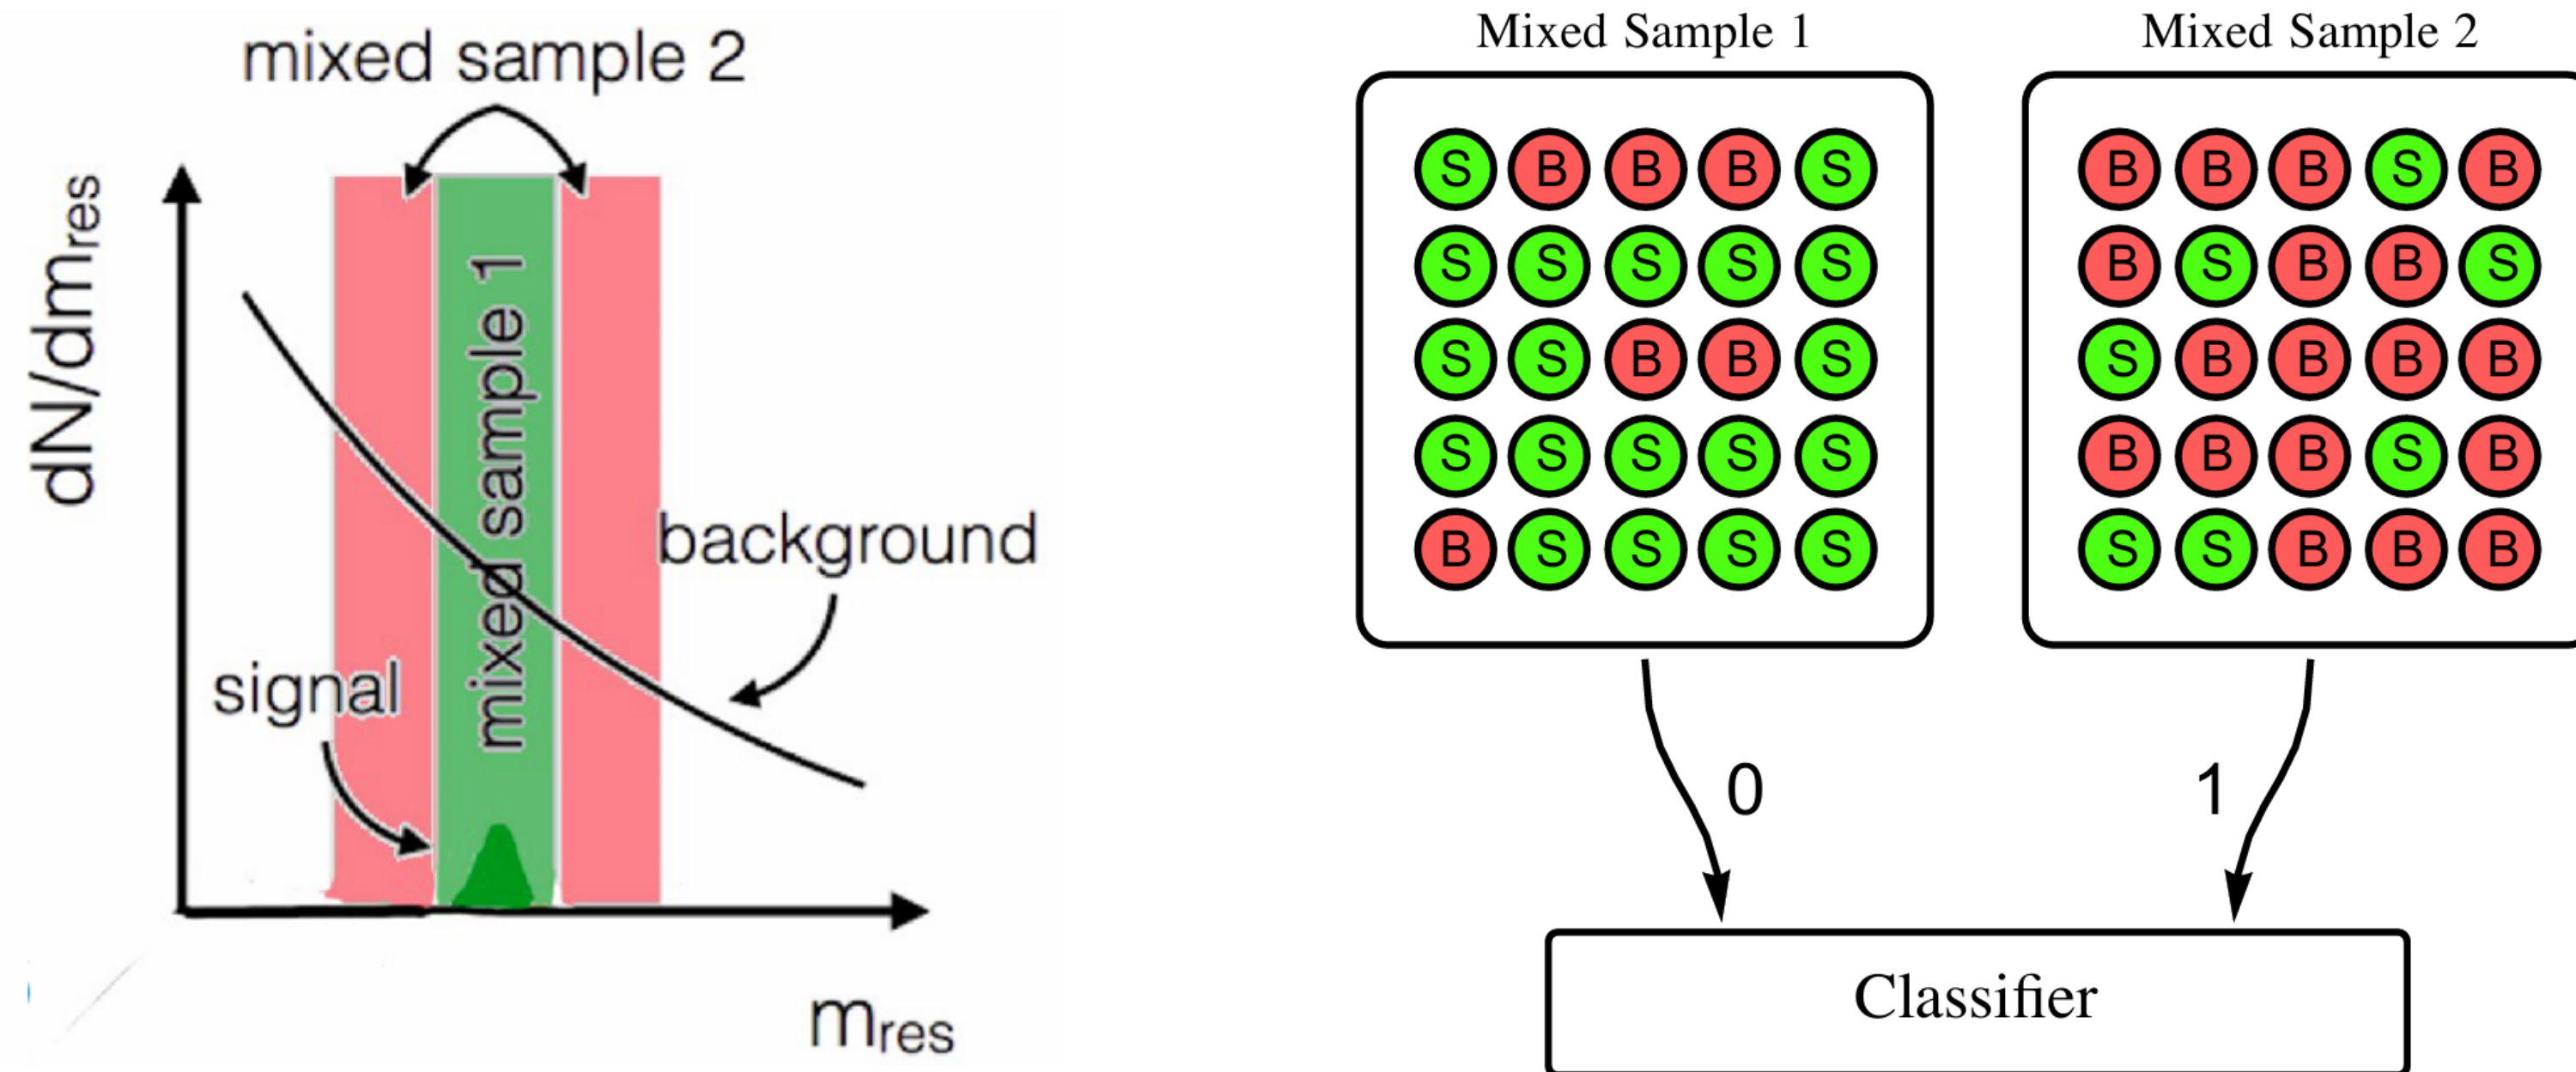 mixed sample 2
dN/dmres
mixed sample 1
background
signal
mres
Mixed Sample 1
S B B B S
S S S S S
S S B B S
S S S S S
B S S S S
Mixed Sample 2
B B B S B
B S B B S
S B B B B
B B B S B
S S B B B
0
1
Classifier